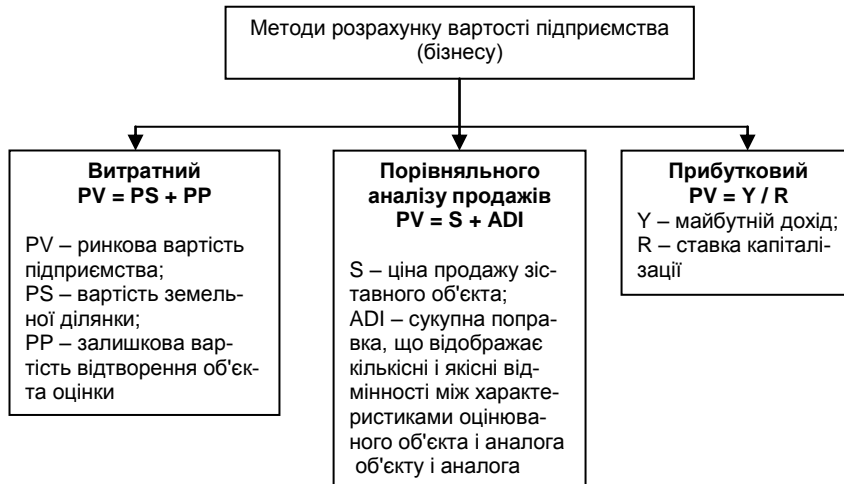 Методи розрахунку вартості підприємства
(бізнесу)
Витратний
PV = PS + PP
PV – ринкова вартість
підприємства;
PS – вартість земель-
ної ділянки;
PP – залишкова вар-
тість відтворення об'єк-
та оцінки
Порівняльного
аналізу продажів
PV = S + ADI
S – ціна продажу зіс-
тавного об'єкта;
ADI – сукупна поправ-
ка, що відображає
кількісні і якісні від-
мінності між характе-
ристиками оцінюва-
ного об'єкта і аналога
об'єкту і аналога
Прибутковий
PV = Y / R
Y – майбутній дохід;
R – ставка капіталі-
зації